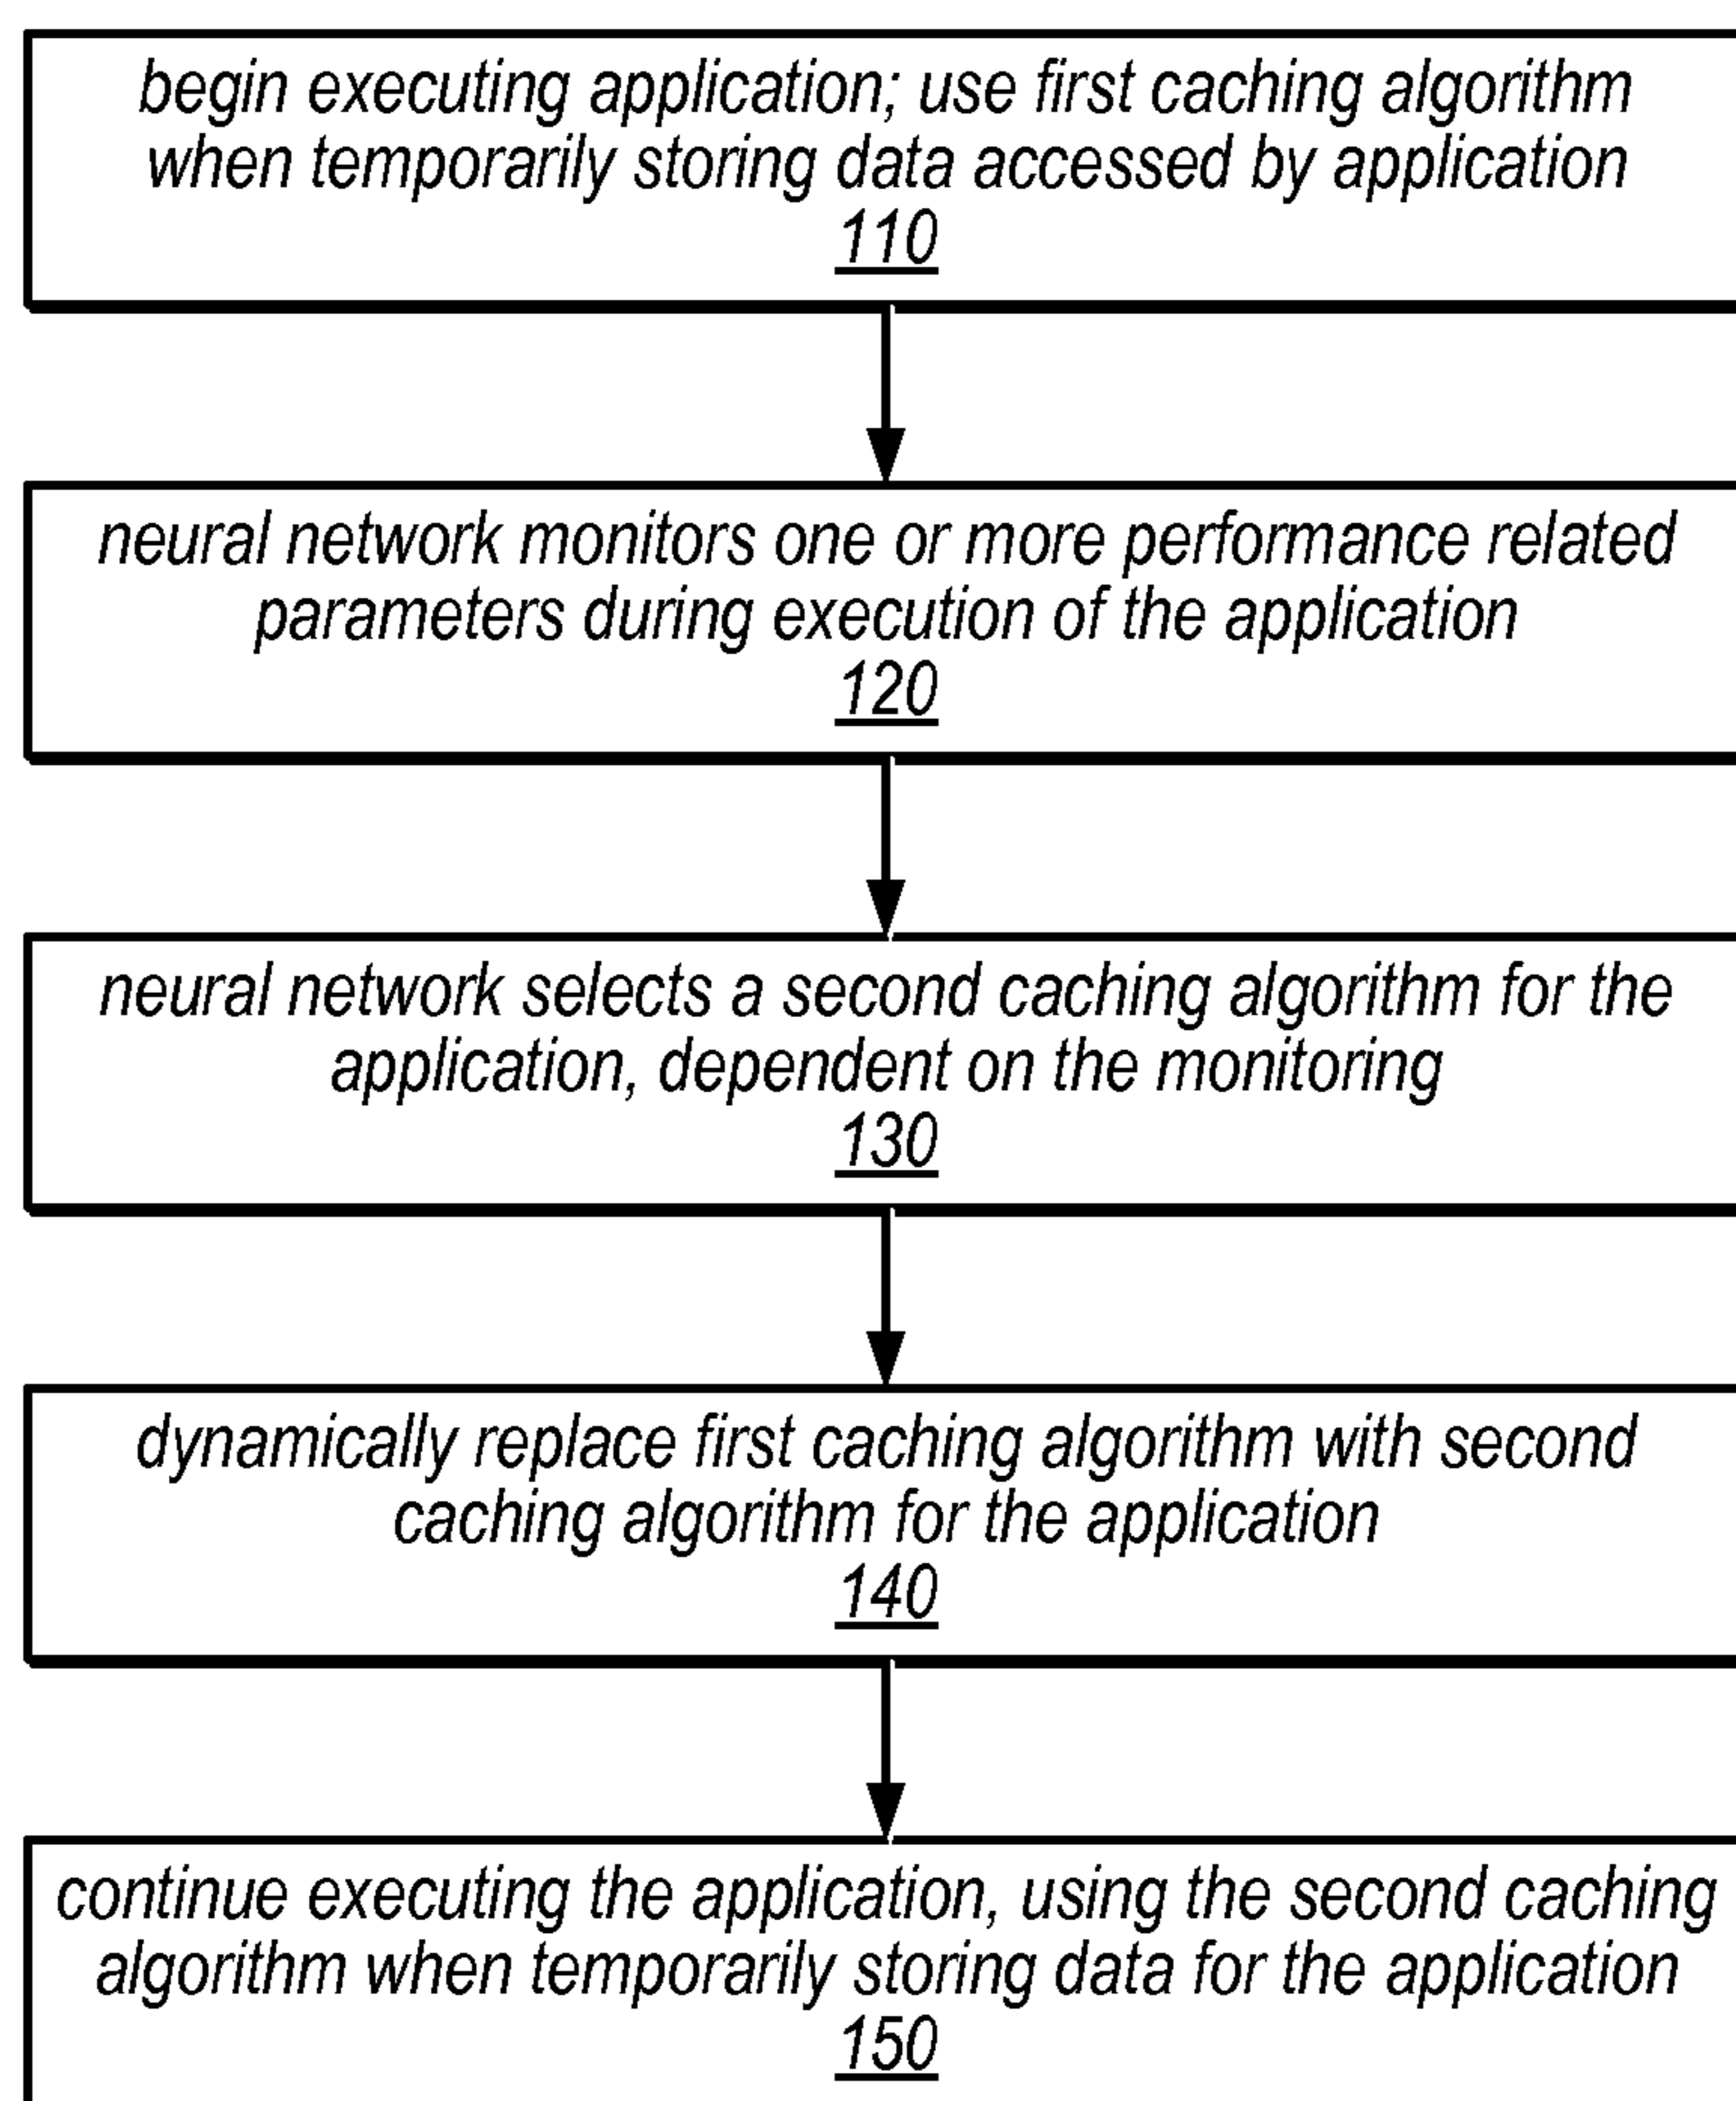 begin executing application; use first caching algorithm
when temporarily storing data accessed by application
110
neural network monitors one or more performance related
parameters during execution of the application
120
neural network selects a second caching algorithm for the
application, dependent on the monitoring
130
dynamically replace first caching algorithm with second
caching algorithm for the application
140
continue executing the application, using the second caching
algorithm when temporarily storing data for the application
150